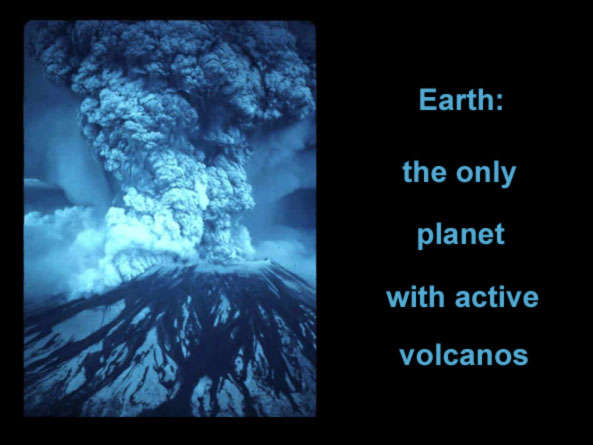 Earth:
the only
planet
with active
volcanos